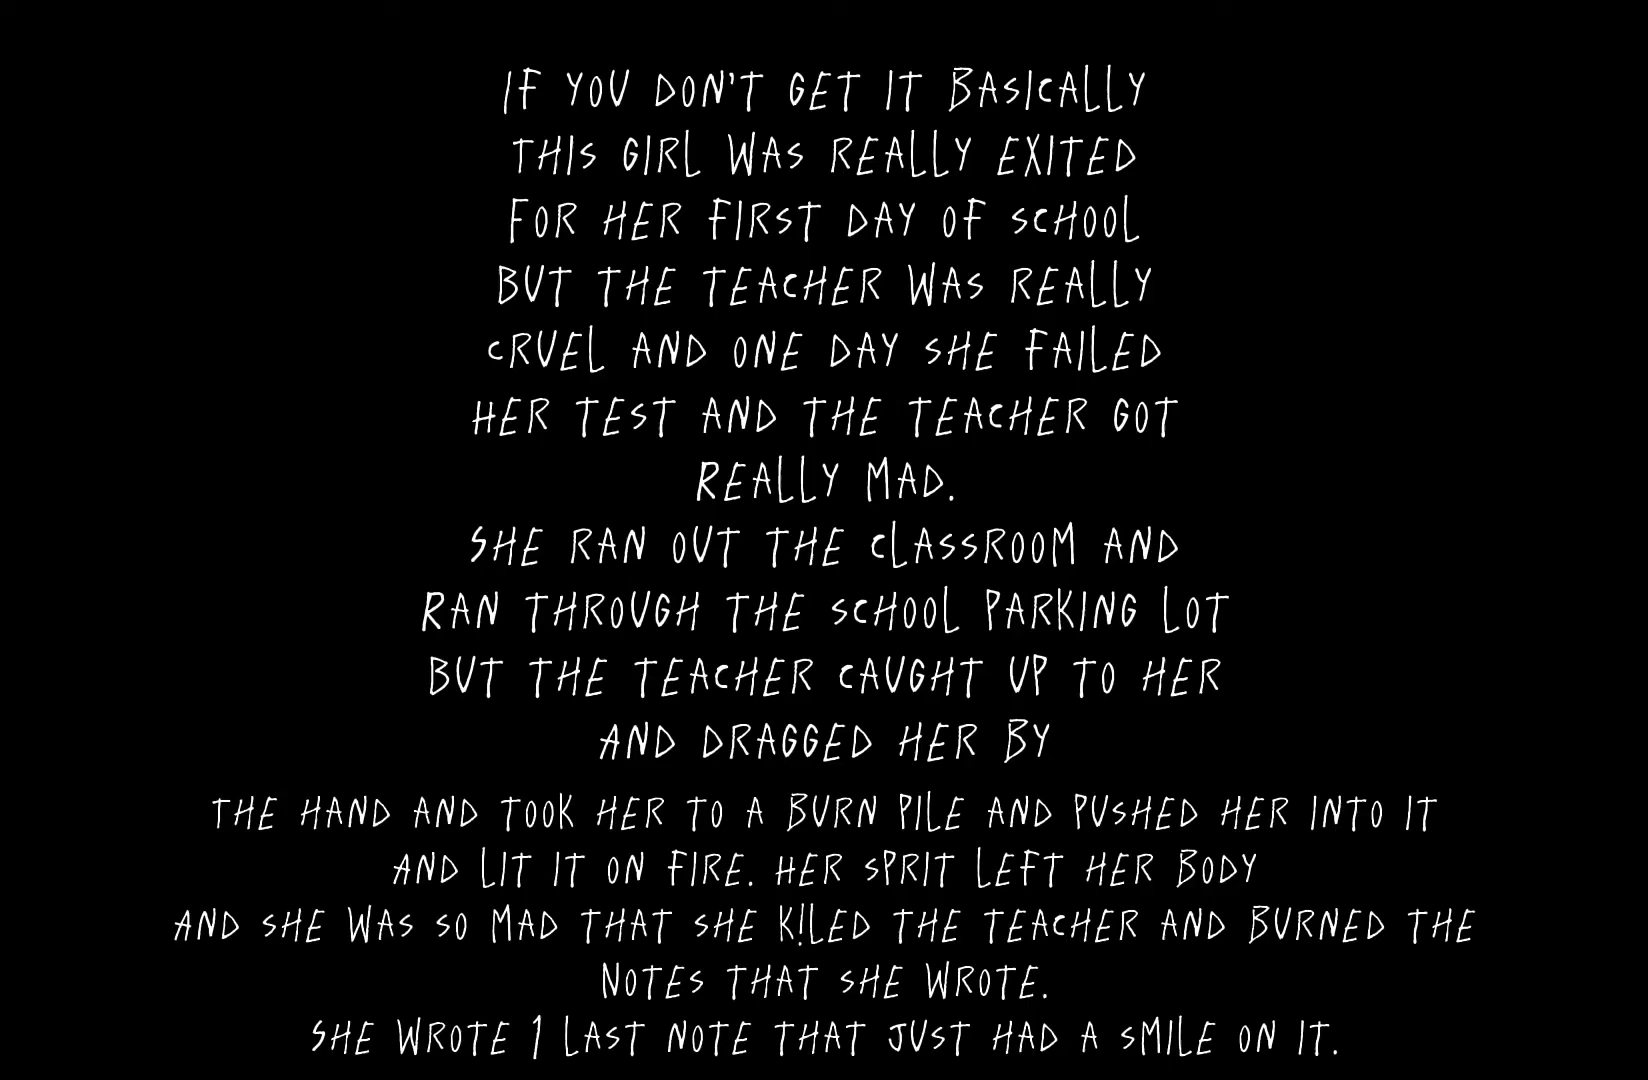 IF YOU DON'T GET IT BASICALLY
THIS GIRL WAS REALLY EXITED
FOR HER FIRST DAY OF SCHOOL
BUT THE TEACHER WAS REALLY
CRUEL AND ONE DAY SHE FAILED
HER TEST AND THE TEACHER GOT
REALLY MAD.
SHE RAN OUT THE CLASSROOM AND
RAN THROUGH THE SCHOOL PARKING LOT
BUT THE TEACHER CAUGHT UP TO HER
AND DRAGGED HER BY
THE HAND AND TOOK HER TO A BURN PILE AND PUSHED HER INTO IT
AND LIT IT ON FIRE. HER SPRIT LEFT HER BODY
AND SHE WAS SO MAD THAT SHE K!LED THE TEACHER AND BURNED THE
NOTES THAT SHE WROTE.
SHE WROTE 1 LAST NOTE THAT JUST HAD A SMILE ON IT.